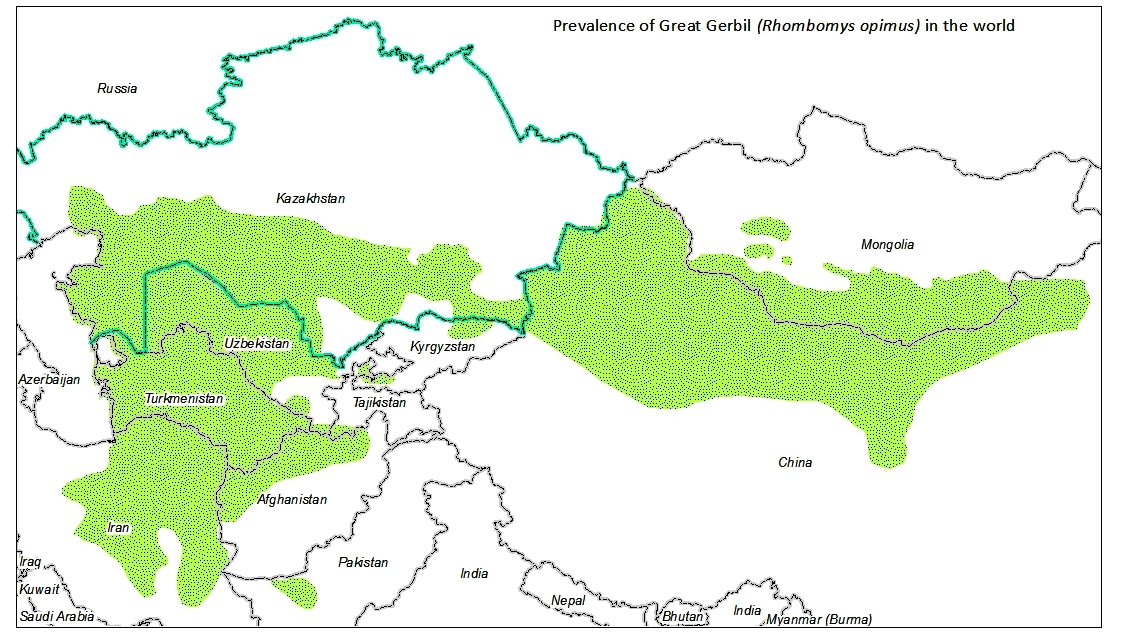 Prevalence of Great Gerbil (Rhombomys opimus) in the world
Russia
Kazakhstan
Mongolia
Uzbekistan
Kyrgyzstan
Azerbaijan
Turkmenistan
Tajikistan
China
Afghanistan
Iran
Pakistan
Iraq
India
Kuwait
Nepal
Saudi Arabia
Bhutan
India
Myanmar (Burma)